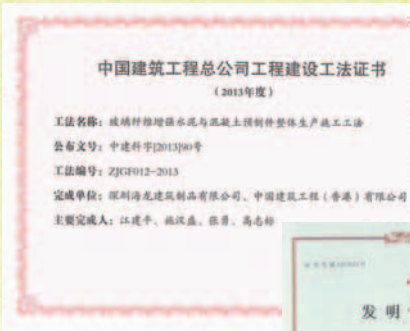 中国建筑工程总公司工程建设工法证书
（2013年度）
工法名称：玻璃纤维增强水泥与混凝土预制件整体生产施工工法
公布文号：中建科字[2013]90号
工法编号：ZJGF012-2013
完成单位：深圳海龙建筑制品有限公司、中国建筑工程（香港）有限公司
主要完成人：江建平、施汉盛、张勇、高志标
发 明